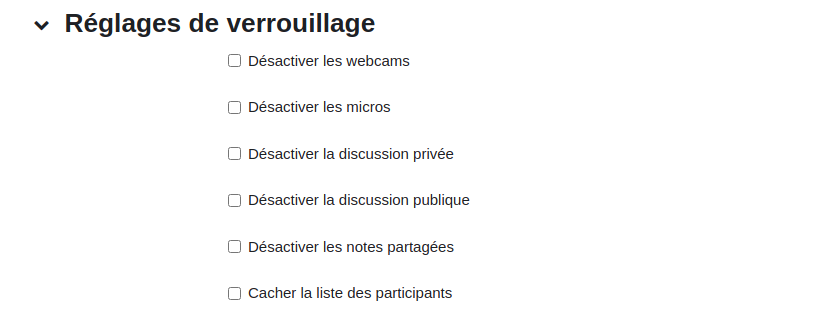 Réglages de verrouillage
Désactiver les webcams
Désactiver les micros
Désactiver la discussion privée
Désactiver la discussion publique
Désactiver les notes partagées
Cacher la liste des participants